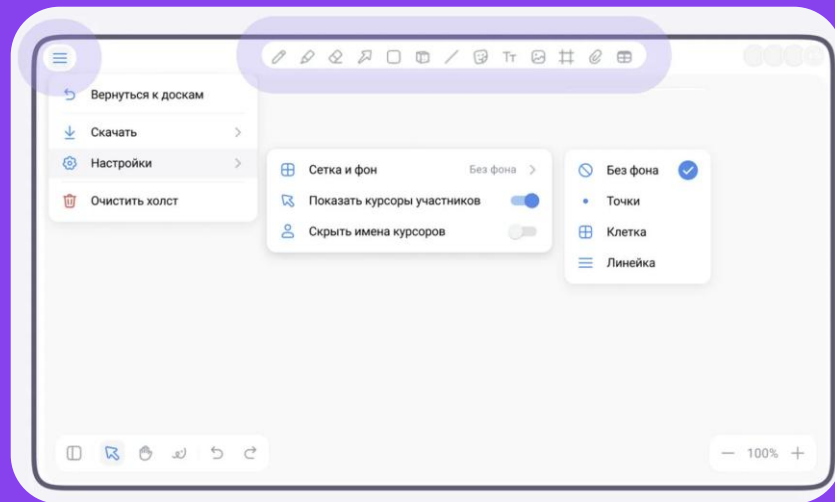 Тт
Вернуться к доскам
Скачать
Настройки
Очистить холст
Сетка и фон
Без фона
Показать курсоры участников
Скрыть имена курсоров
Без фона
Точки
Клетка
Линейка
100%